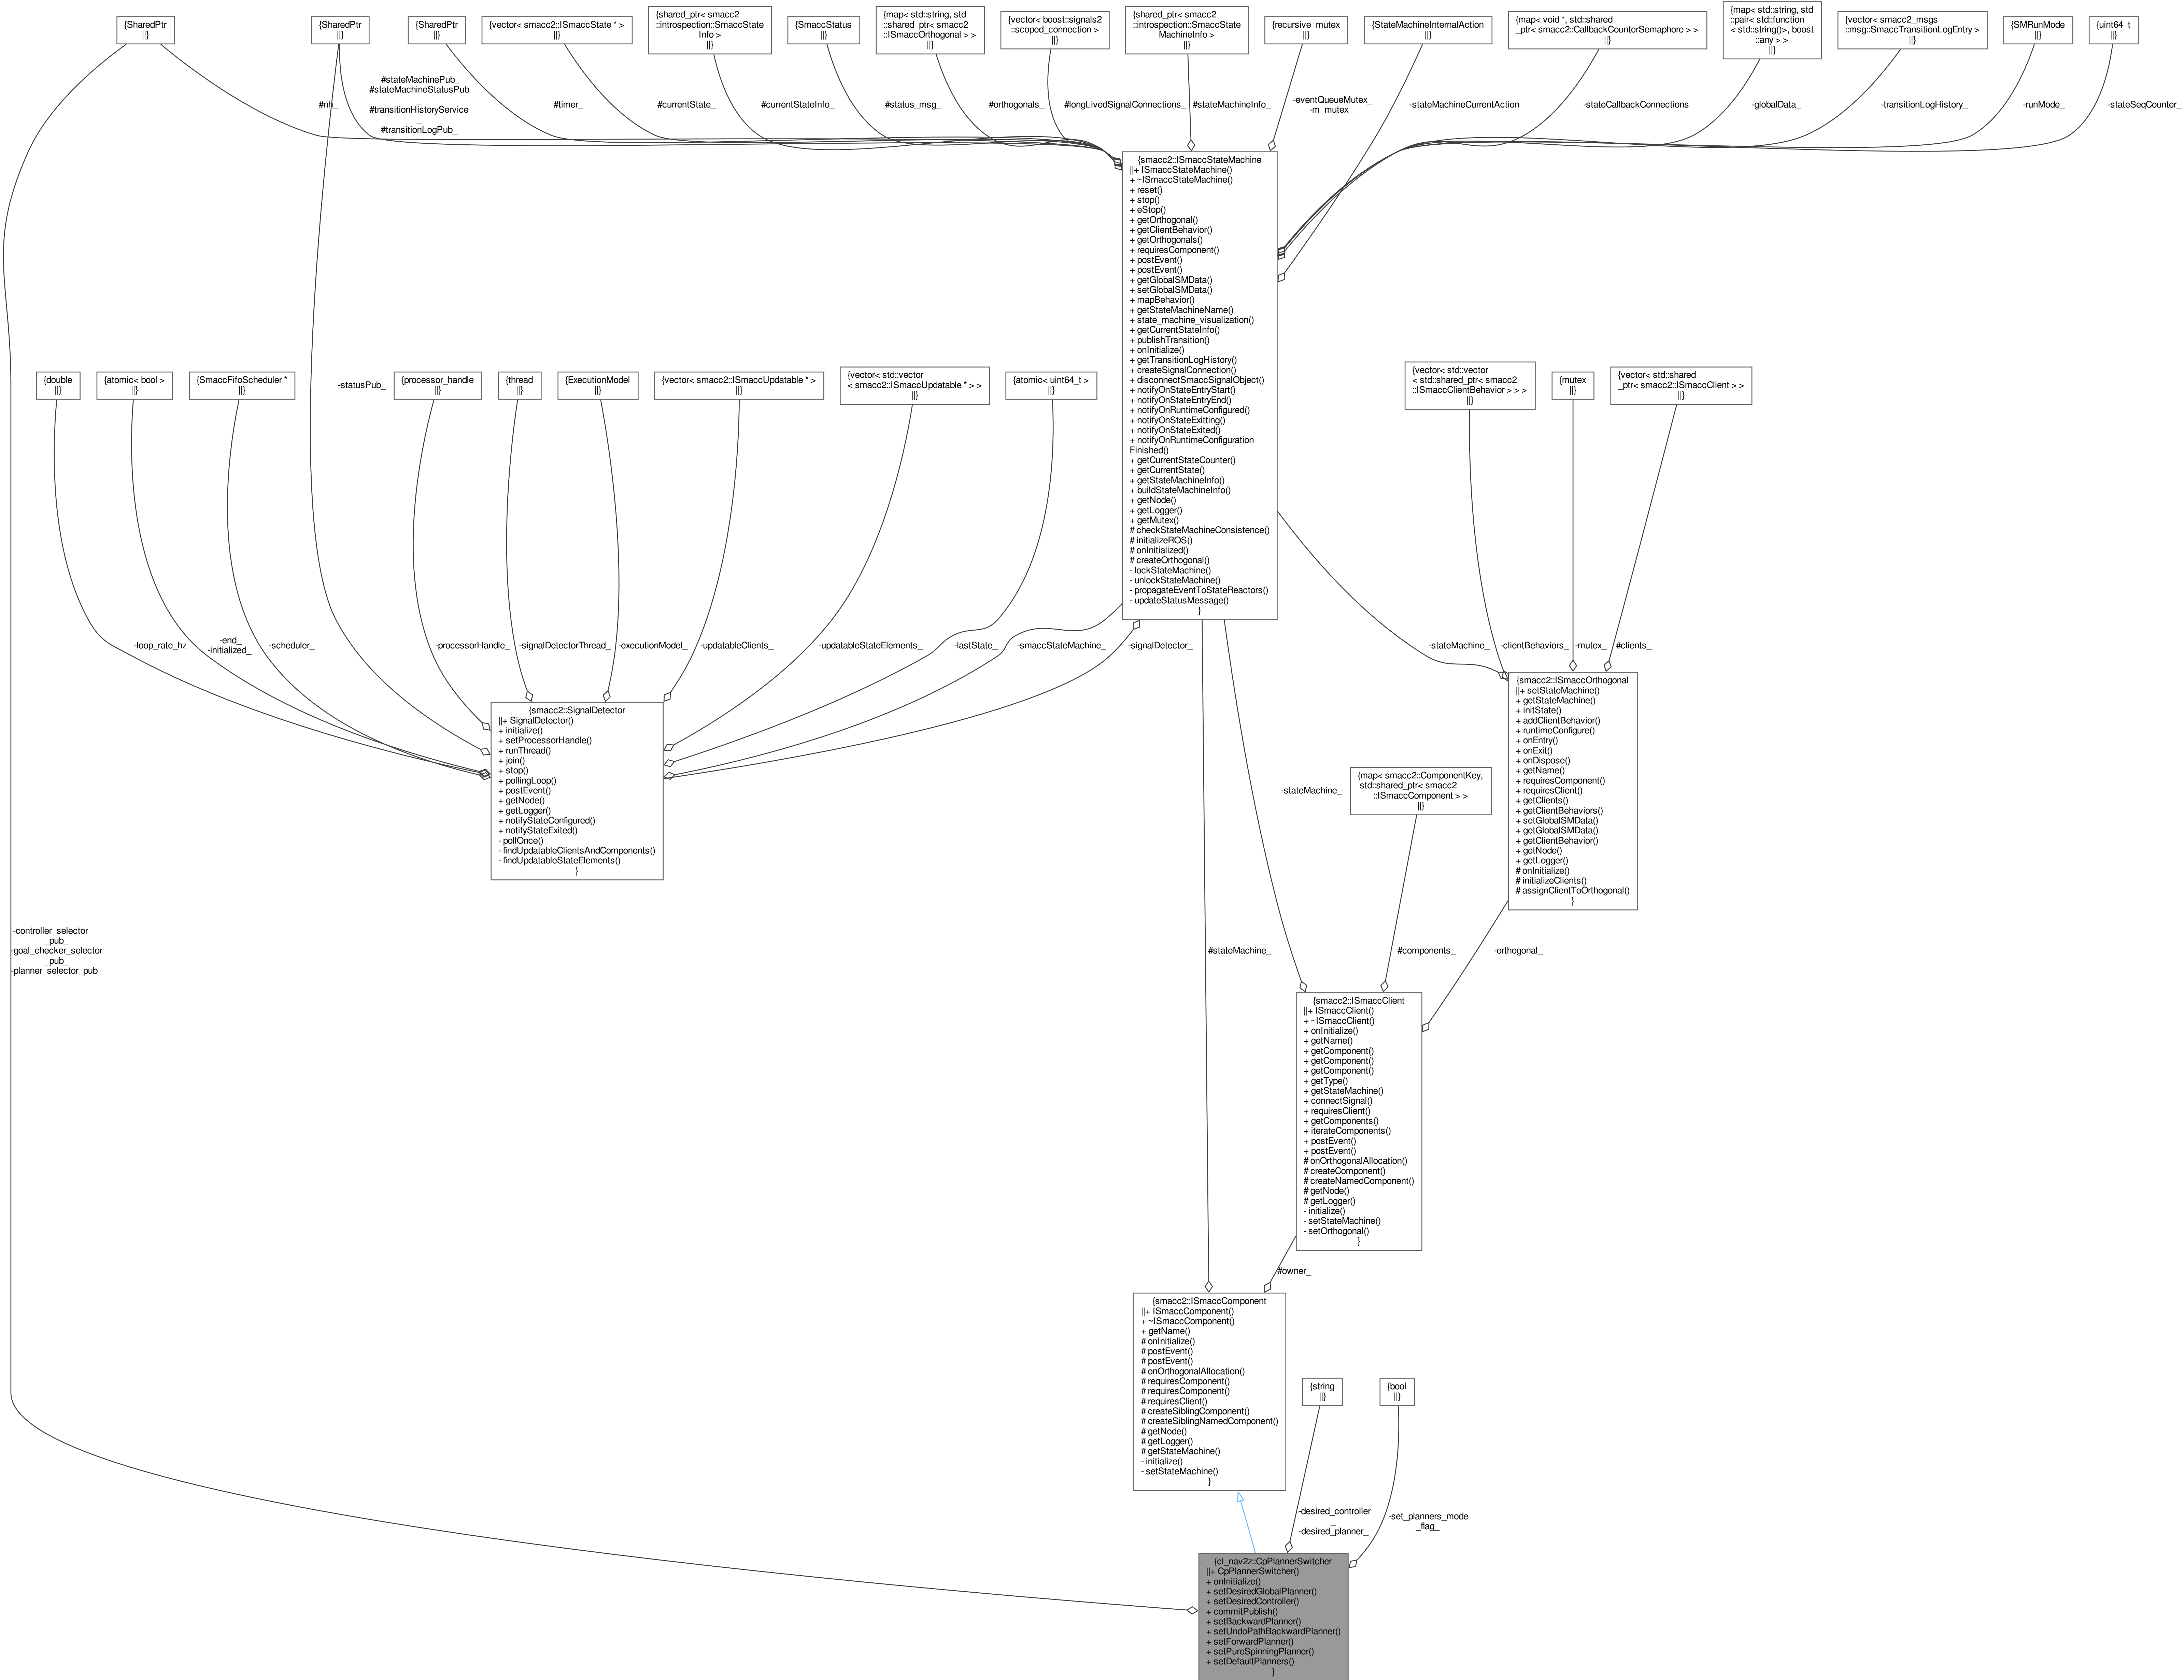 {SharedPtr
||}
{SharedPtr
||}
{SharedPtr
||}
{vector< smacc2::ISmaccState * >
||}
{shared_ptr< smacc2
::introspection::SmaccState
Info >
||}
{SmaccStatus
||}
{map< std::string, std
::shared_ptr< smacc2
::ISmaccOrthogonal > >
||}
{vector< boost::signals2
::scoped_connection >
||}
{shared_ptr< smacc2
::introspection::SmaccState
MachineInfo >
||}
{recursive_mutex
||}
{StateMachineInternalAction
||}
{map< void *, std::shared
_ptr< smacc2::CallbackCounterSemaphore > >
||}
{map< std::string, std
::pair< std::function
< std::string()>, boost
::any > >
||}
{vector< smacc2_msgs
::msg::SmaccTransitionLogEntry >
||}
{SMRunMode
||}
{uint64_t
||}
#nh_
#stateMachinePub_
#stateMachineStatusPub
_
#transitionHistoryService
_
#transitionLogPub_
#timer_
#currentState_
#currentStateInfo_
#status_msg_
#orthogonals_
#longLivedSignalConnections_
#stateMachineInfo_
-eventQueueMutex_
-m_mutex_
-stateMachineCurrentAction
-stateCallbackConnections
-globalData_
-transitionLogHistory_
-runMode_
-stateSeqCounter_
{smacc2::ISmaccStateMachine
||+ ISmaccStateMachine()
+ ~ISmaccStateMachine()
+ reset()
+ stop()
+ eStop()
+ getOrthogonal()
+ getClientBehavior()
+ getOrthogonals()
+ requiresComponent()
+ postEvent()
+ postEvent()
+ getGlobalSMData()
+ setGlobalSMData()
+ mapBehavior()
+ getStateMachineName()
+ state_machine_visualization()
+ getCurrentStateInfo()
+ publishTransition()
+ onInitialize()
+ getTransitionLogHistory()
+ createSignalConnection()
+ disconnectSmaccSignalObject()
+ notifyOnStateEntryStart()
+ notifyOnStateEntryEnd()
+ notifyOnRuntimeConfigured()
+ notifyOnStateExitting()
+ notifyOnStateExited()
+ notifyOnRuntimeConfiguration
Finished()
+ getCurrentStateCounter()
+ getCurrentState()
+ getStateMachineInfo()
+ buildStateMachineInfo()
+ getNode()
+ getLogger()
+ getMutex()
# checkStateMachineConsistence()
# initializeROS()
# onInitialized()
# createOrthogonal()
- lockStateMachine()
- unlockStateMachine()
- propagateEventToStateReactors()
- updateStatusMessage()
}
{double
||}
{atomic< bool >
||}
{SmaccFifoScheduler *
||}
-statusPub_
{processor_handle
||}
{thread
||}
{ExecutionModel
||}
{vector< smacc2::ISmaccUpdatable * >
||}
{vector< std::vector
< smacc2::ISmaccUpdatable * > >
||}
{atomic< uint64_t >
||}
{vector< std::vector
< std::shared_ptr< smacc2
::ISmaccClientBehavior > > >
||}
{mutex
||}
{vector< std::shared
_ptr< smacc2::ISmaccClient > >
||}
-loop_rate_hz
-end_
-initialized_
-scheduler_
-processorHandle_
-signalDetectorThread_
-executionModel_
-updatableClients_
-updatableStateElements_
-lastState_
-smaccStateMachine_
-signalDetector_
-stateMachine_
-clientBehaviors_
-mutex_
#clients_
{smacc2::SignalDetector
||+ SignalDetector()
+ initialize()
+ setProcessorHandle()
+ runThread()
+ join()
+ stop()
+ pollingLoop()
+ postEvent()
+ getNode()
+ getLogger()
+ notifyStateConfigured()
+ notifyStateExited()
- pollOnce()
- findUpdatableClientsAndComponents()
- findUpdatableStateElements()
}
{smacc2::ISmaccOrthogonal
||+ setStateMachine()
+ getStateMachine()
+ initState()
+ addClientBehavior()
+ runtimeConfigure()
+ onEntry()
+ onExit()
+ onDispose()
+ getName()
+ requiresComponent()
+ requiresClient()
+ getClients()
+ getClientBehaviors()
+ setGlobalSMData()
+ getGlobalSMData()
+ getClientBehavior()
+ getNode()
+ getLogger()
# onInitialize()
# initializeClients()
# assignClientToOrthogonal()
}
-stateMachine_
{map< smacc2::ComponentKey,
std::shared_ptr< smacc2
::ISmaccComponent > >
||}
-controller_selector
_pub_
-goal_checker_selector
_pub_
-planner_selector_pub_
#stateMachine_
#components_
-orthogonal_
{smacc2::ISmaccClient
||+ ISmaccClient()
+ ~ISmaccClient()
+ onInitialize()
+ getName()
+ getComponent()
+ getComponent()
+ getComponent()
+ getType()
+ getStateMachine()
+ connectSignal()
+ requiresClient()
+ getComponents()
+ iterateComponents()
+ postEvent()
+ postEvent()
# onOrthogonalAllocation()
# createComponent()
# createNamedComponent()
# getNode()
# getLogger()
- initialize()
- setStateMachine()
- setOrthogonal()
}
#owner_
{smacc2::ISmaccComponent
||+ ISmaccComponent()
+ ~ISmaccComponent()
+ getName()
# onInitialize()
# postEvent()
# postEvent()
# onOrthogonalAllocation()
# requiresComponent()
# requiresComponent()
# requiresClient()
# createSiblingComponent()
# createSiblingNamedComponent()
# getNode()
# getLogger()
# getStateMachine()
- initialize()
- setStateMachine()
}
{string
||}
{bool
||}
-desired_controller
_
-desired_planner_
-set_planners_mode
_flag_
{cl_nav2z::CpPlannerSwitcher
||+ CpPlannerSwitcher()
+ onInitialize()
+ setDesiredGlobalPlanner()
+ setDesiredController()
+ commitPublish()
+ setBackwardPlanner()
+ setUndoPathBackwardPlanner()
+ setForwardPlanner()
+ setPureSpinningPlanner()
+ setDefaultPlanners()
}